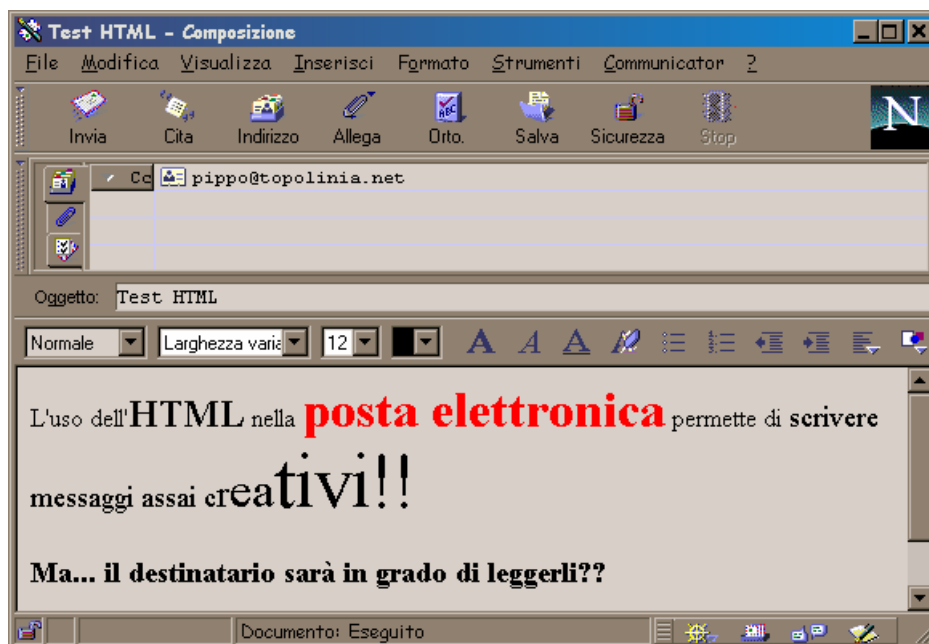 Test HTML - Composizione
File Modifica Visualizza Inserisci Formato Strumenti Communicator ?
Invia Cita Indirizzo Allega Orto. Salva Sicurezza Stop
N
Cc pippo@topolinia.net
Oggetto: Test HTML
Normale Larghezza varia 12 A A A
L'uso dell'HTML nella posta elettronica permette di scrivere
messaggi assai creativi!!
Ma... il destinatario sarà in grado di leggerli??
Documento: Eseguito